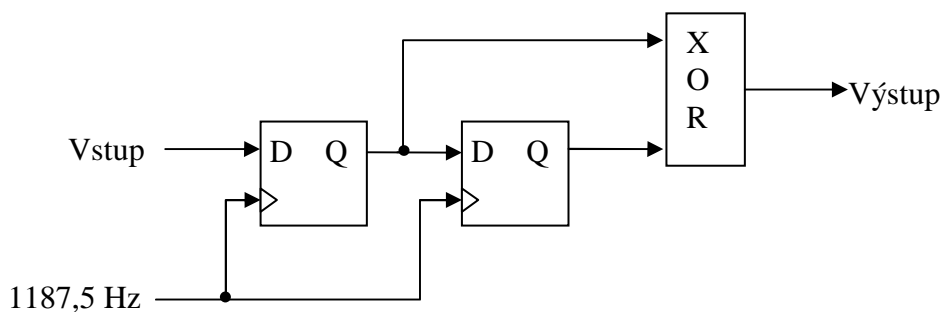 X
O
R
Výstup
Vstup
D Q
D Q
1187,5 Hz